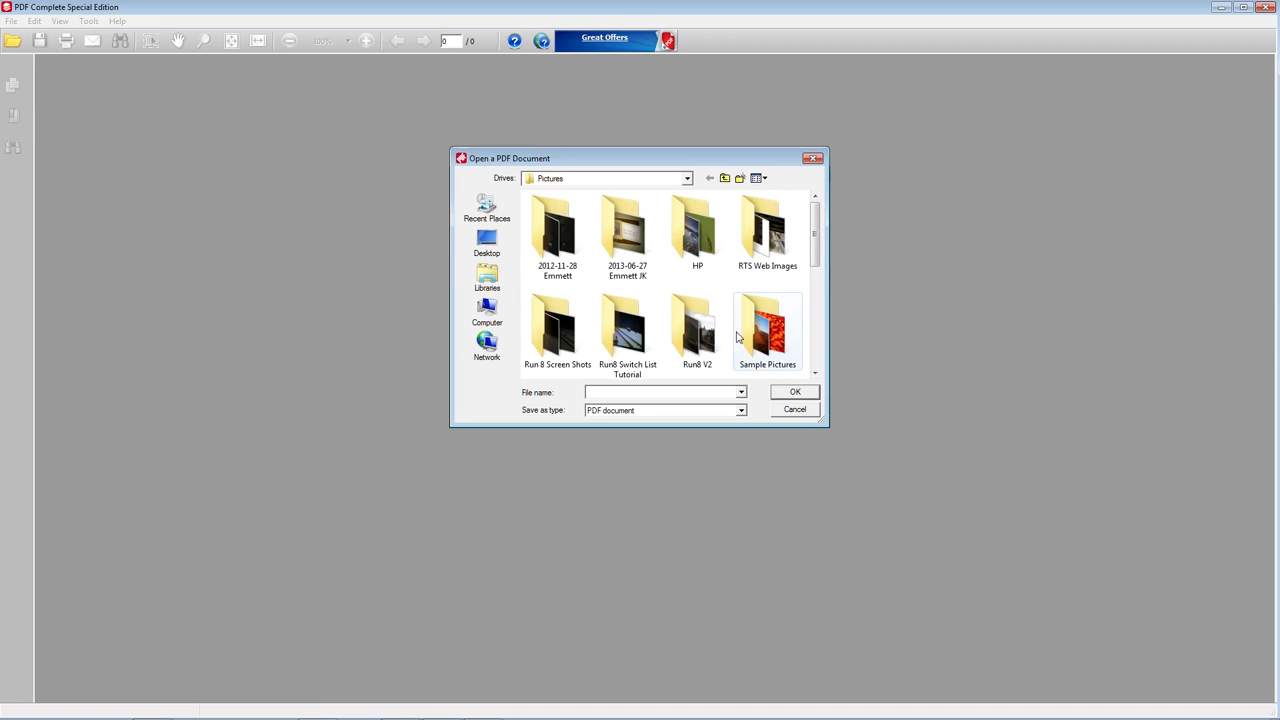 PDF Complete Special Edition
File Edit View Tools Help
100% 0 / 0 Great Offers
Open a PDF Document
Drives: Pictures
Recent Places
Desktop
Libraries
Computer
Network
2012-11-28 Emmett
2013-06-27 Emmett JK
HP
RTS Web Images
Run 8 Screen Shots
Run8 Switch List Tutorial
Run8 V2
Sample Pictures
File name: OK
Save as type: PDF document Cancel